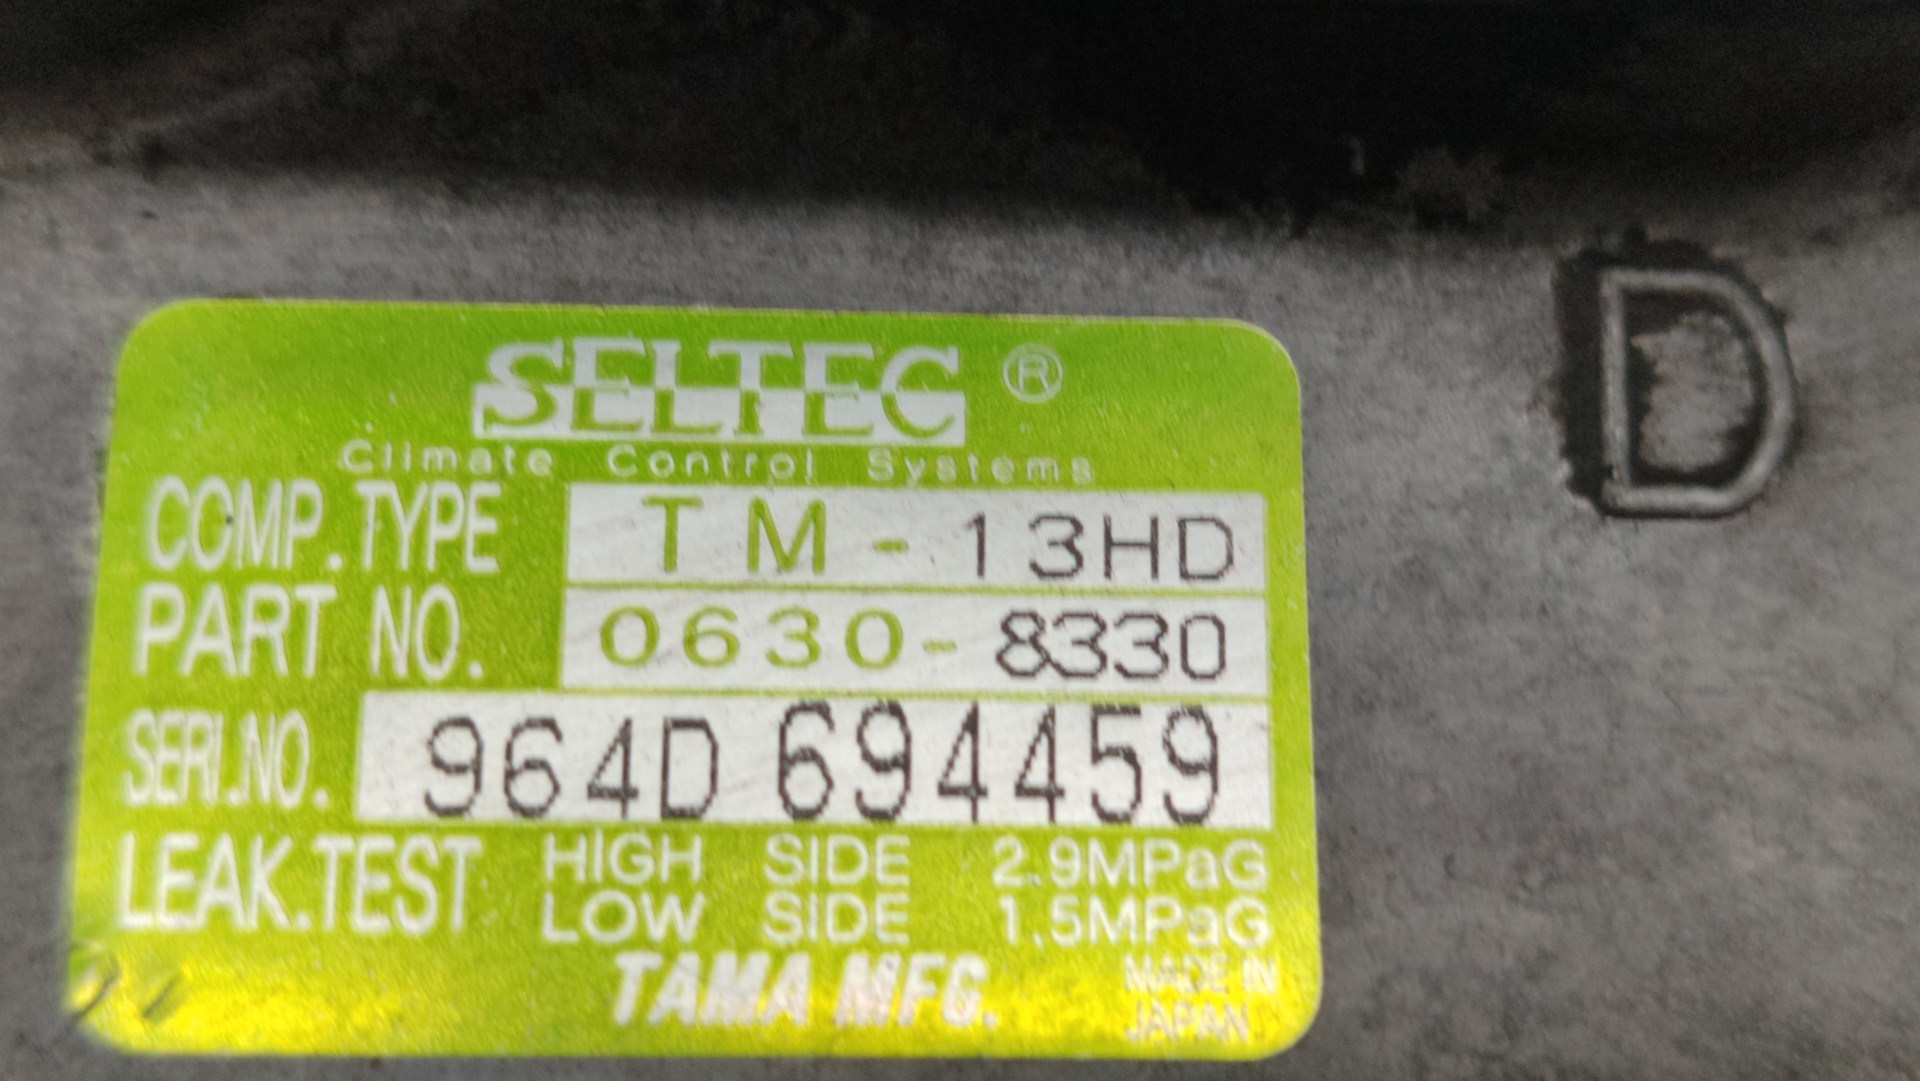 SELTEC ®
Climate Control Systems
COMP.TYPE TM-13HD
PART NO. 0630-8330
SERI.NO. 964D 694459
LEAK.TEST HIGH SIDE 2.9MPaG
LOW SIDE 1.5MPaG
TAMA MFG. MADE IN JAPAN
D